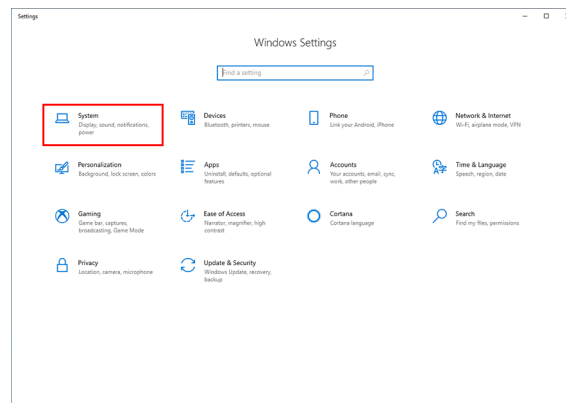 Settings
Windows Settings
Find a setting
System
Display, sound, notifications,
power
Devices
Bluetooth, printers, mouse
Phone
Link your Android, iPhone
Network & Internet
Wi-Fi, airplane mode, VPN
Personalization
Background, lock screen, colors
Apps
Uninstall, defaults, optional
features
Accounts
Your accounts, email, sync,
work, other people
Time & Language
Speech, region, date
Gaming
Game bar, captures,
broadcasting, Game Mode
Ease of Access
Narrator, magnifier, high
contrast
Cortana
Cortana language
Search
Find my files, permissions
Privacy
Location, camera, microphone
Update & Security
Windows Update, recovery,
backup